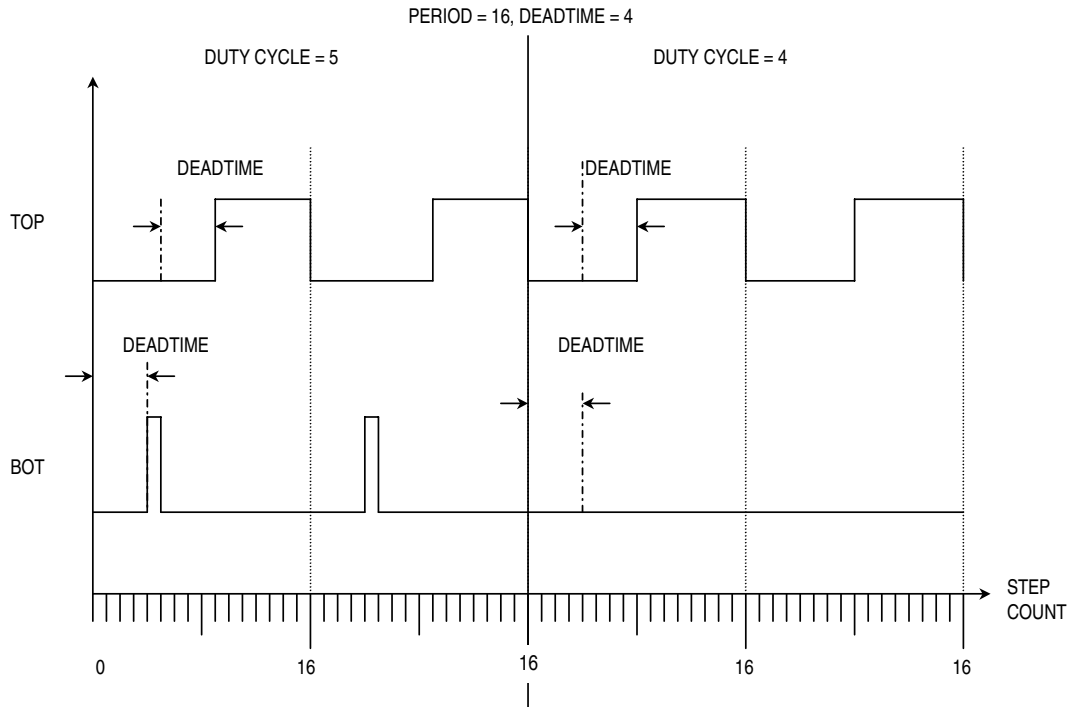 PERIOD = 16, DEADTIME = 4
DUTY CYCLE = 5
DUTY CYCLE = 4
DEADTIME
DEADTIME
TOP
DEADTIME
DEADTIME
BOT
STEP
COUNT
0
16
16
16
16